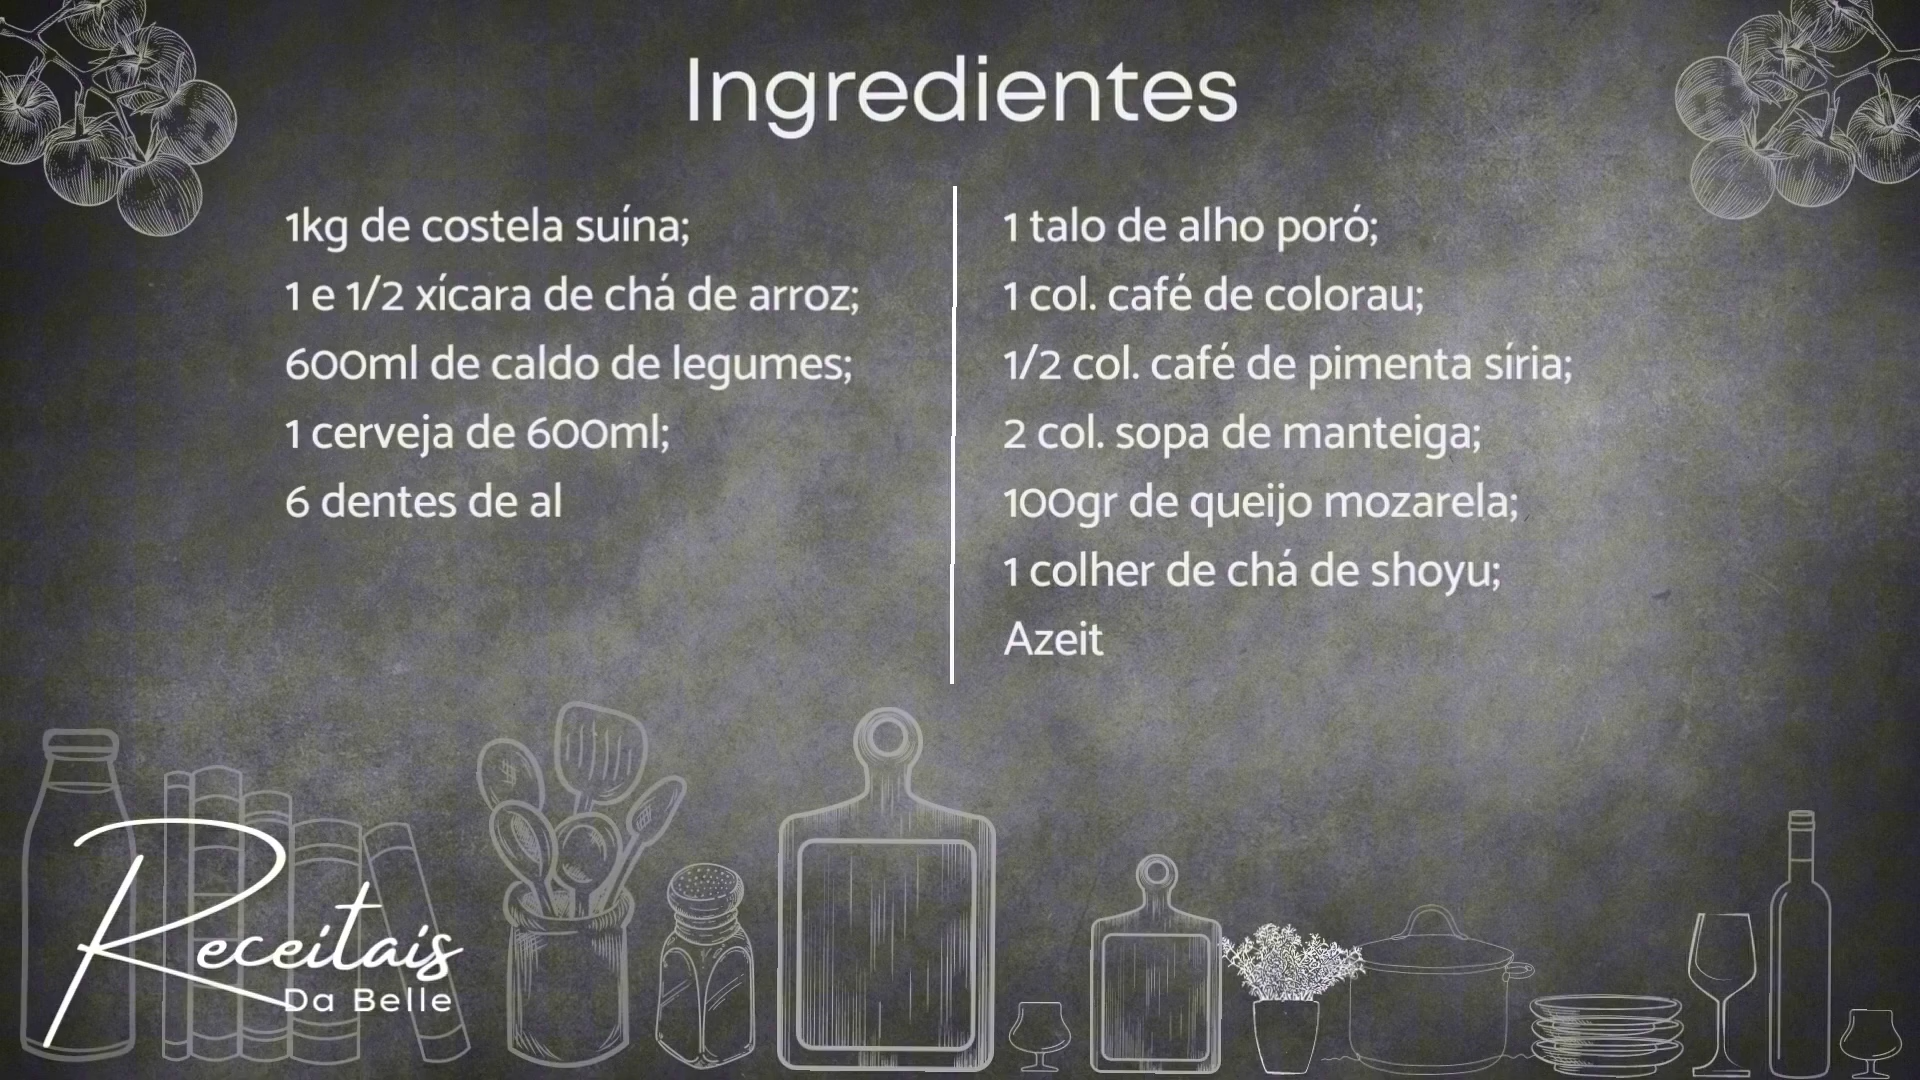 Ingredientes
1kg de costela suína;
1 e 1/2 xícara de chá de arroz;
600ml de caldo de legumes;
1 cerveja de 600ml;
6 dentes de al
1 talo de alho poró;
1 col. café de colorau;
1/2 col. café de pimenta síria;
2 col. sopa de manteiga;
100gr de queijo mozarela;
1 colher de chá de shoyu;
Azeit
Receitais
Da Belle